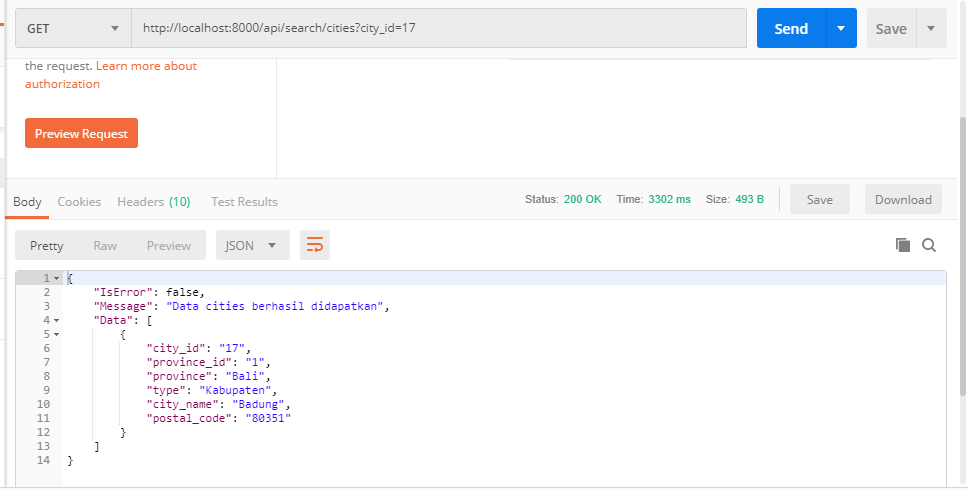 GET http://localhost:8000/api/search/cities?city_id=17 Send Save
the request. Learn more about
authorization
Preview Request
Body Cookies Headers (10) Test Results Status: 200 OK Time: 3302 ms Size: 493 B Save Download
Pretty Raw Preview JSON
1 {
2 "IsError": false,
3 "Message": "Data cities berhasil didapatkan",
4 "Data": [
5 {
6 "city_id": "17",
7 "province_id": "1",
8 "province": "Bali",
9 "type": "Kabupaten",
10 "city_name": "Badung",
11 "postal_code": "80351"
12 }
13 ]
14 }